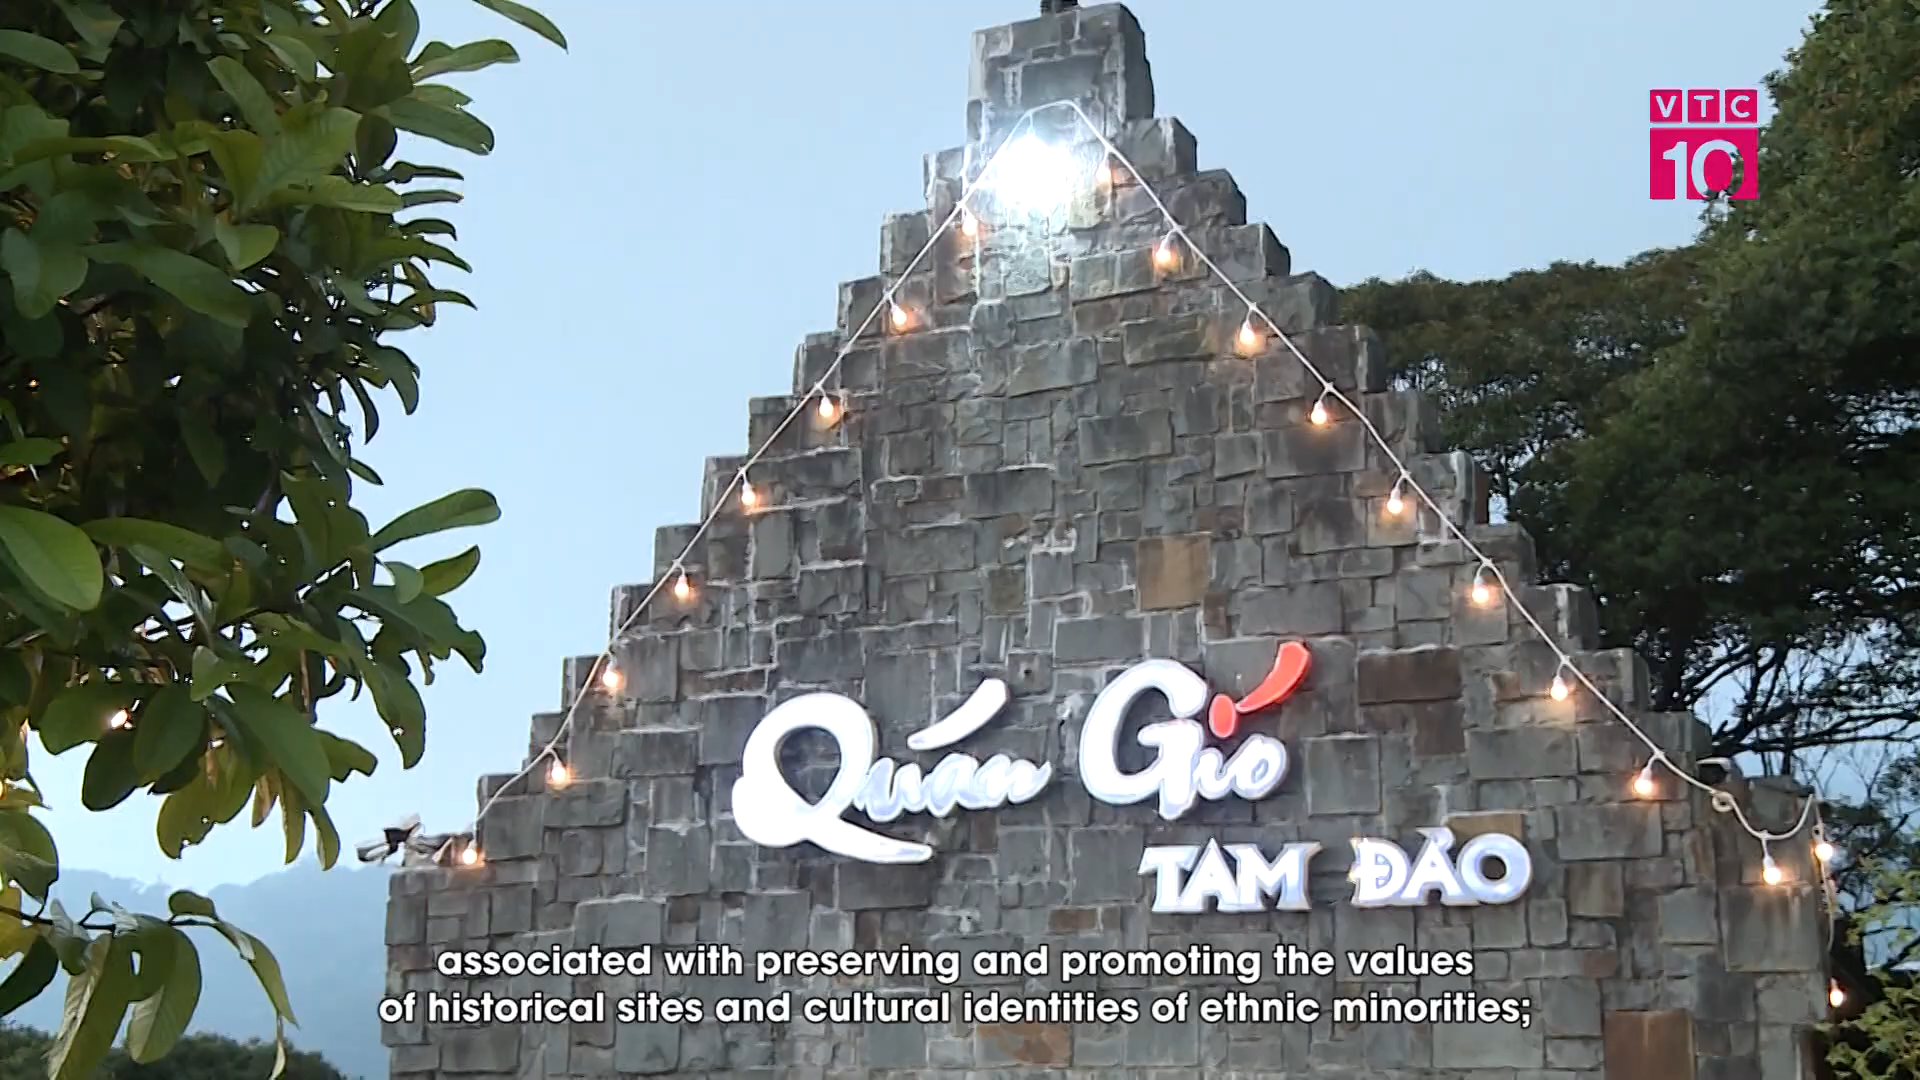 VTC
10
Quán Gió
TAM ĐẢO
associated with preserving and promoting the values
of historical sites and cultural identities of ethnic minorities;